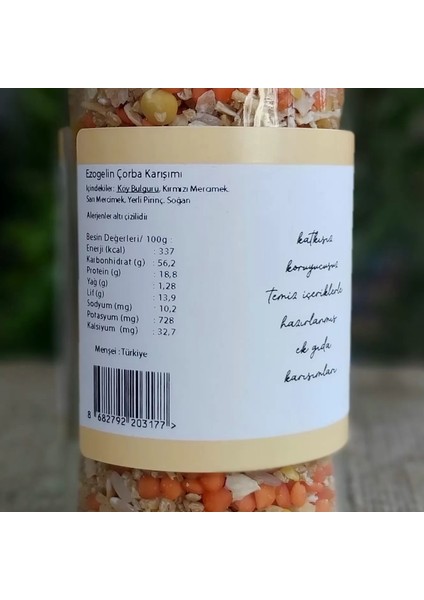 Ezogelin Çorba Karışımı
İçindekiler: Köy Bulguru, Kırmızı Mercimek,
Sarı Mercimek, Yerli Pirinç, Soğan
Alerjenler altı çizilidir
Besin Değerleri/ 100g :
Enerji (kcal) : 337
Karbonhidrat (g) : 56,2
Protein (g) : 18,8
Yağ (g) : 1,28
Lif (g) : 13,9
Sodyum (mg) : 10,2
Potasyum (mg) : 728
Kalsiyum (mg) : 32,7
Menşei : Türkiye
8 682792 203177 >
katkısız
koruyucusuz
temiz içeriklerle
hazırlanmış
ek gıda
karışımları